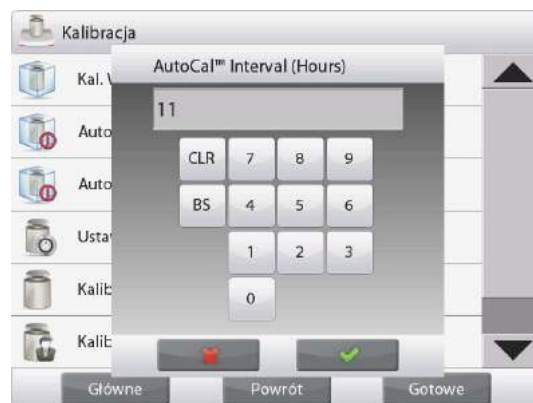 Kalibracja
AutoCal™ Interval (Hours)
11
Kal.
Auto
Auto
Usta
Kalib
Kalib
CLR 7 8 9
BS 4 5 6
1 2 3
0
Główne Powrót Gotowe